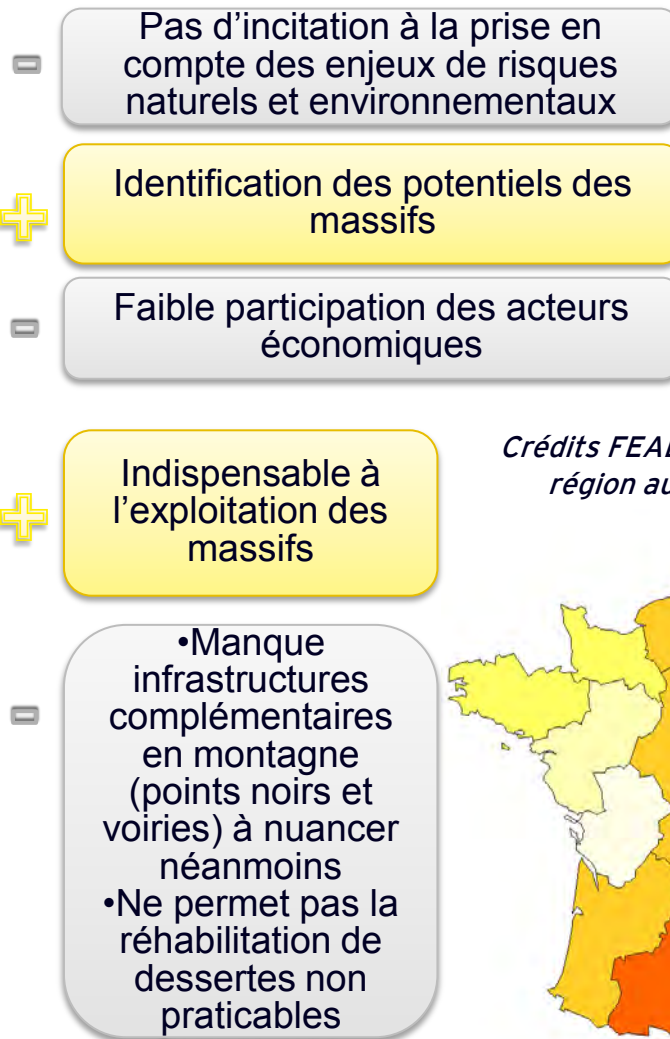 Pas d’incitation à la prise en
compte des enjeux de risques
naturels et environnementaux
Identification des potentiels des
massifs
Faible participation des acteurs
économiques
Indispensable à
l’exploitation des
massifs
Crédits
région
•Manque
infrastructures
complémentaires
en montagne
(points noirs et
voiries) à nuancer
néanmoins
•Ne permet pas la
réhabilitation de
dessertes non
praticables